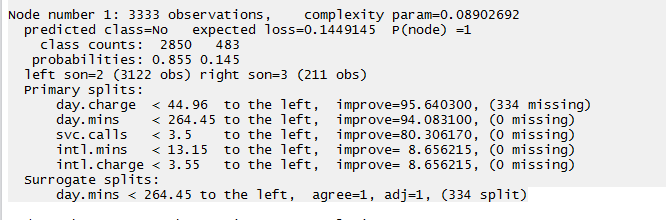 Node number 1: 3333 observations,    complexity param=0.08902692
  predicted class=No   expected loss=0.1449145  P(node) =1
    class counts:  2850   483
   probabilities: 0.855 0.145
  left son=2 (3122 obs) right son=3 (211 obs)
  Primary splits:
      day.charge  < 44.96  to the left,  improve=95.640300, (334 missing)
      day.mins    < 264.45 to the left,  improve=94.083100, (0 missing)
      svc.calls   < 3.5    to the left,  improve=80.306170, (0 missing)
      intl.mins   < 13.15  to the left,  improve= 8.656215, (0 missing)
      intl.charge < 3.55   to the left,  improve= 8.656215, (0 missing)
  Surrogate splits:
      day.mins < 264.45 to the left,  agree=1, adj=1, (334 split)